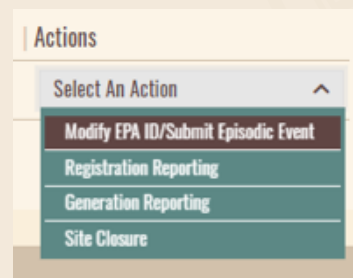 Actions
Select An Action
Modify EPA ID/Submit Episodic Event
Registration Reporting
Generation Reporting
Site Closure